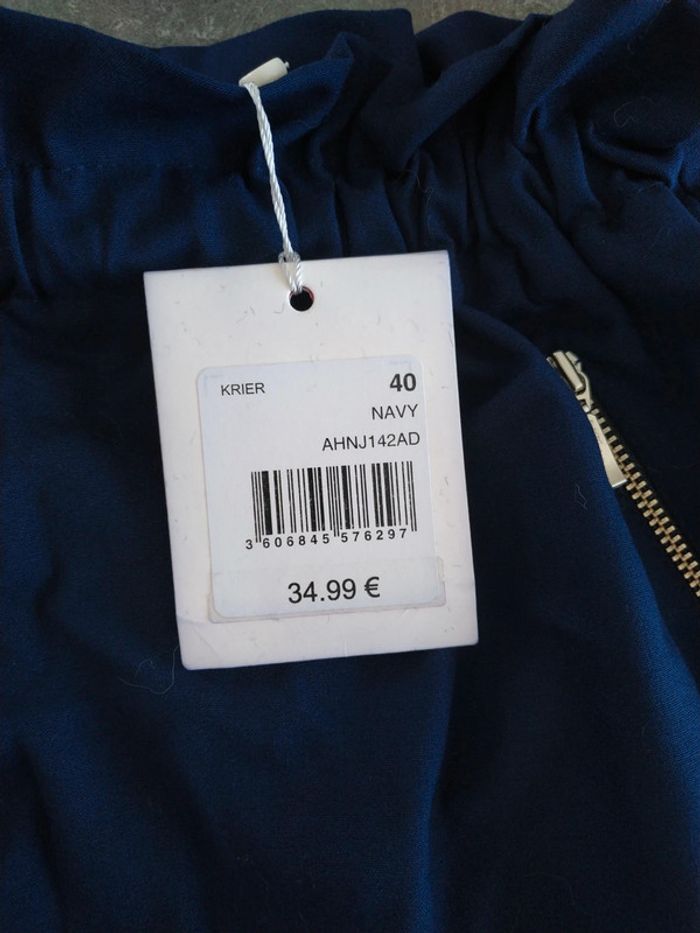 KRIER 40
NAVY
AHNJ142AD
3 606845 576297
34.99 €